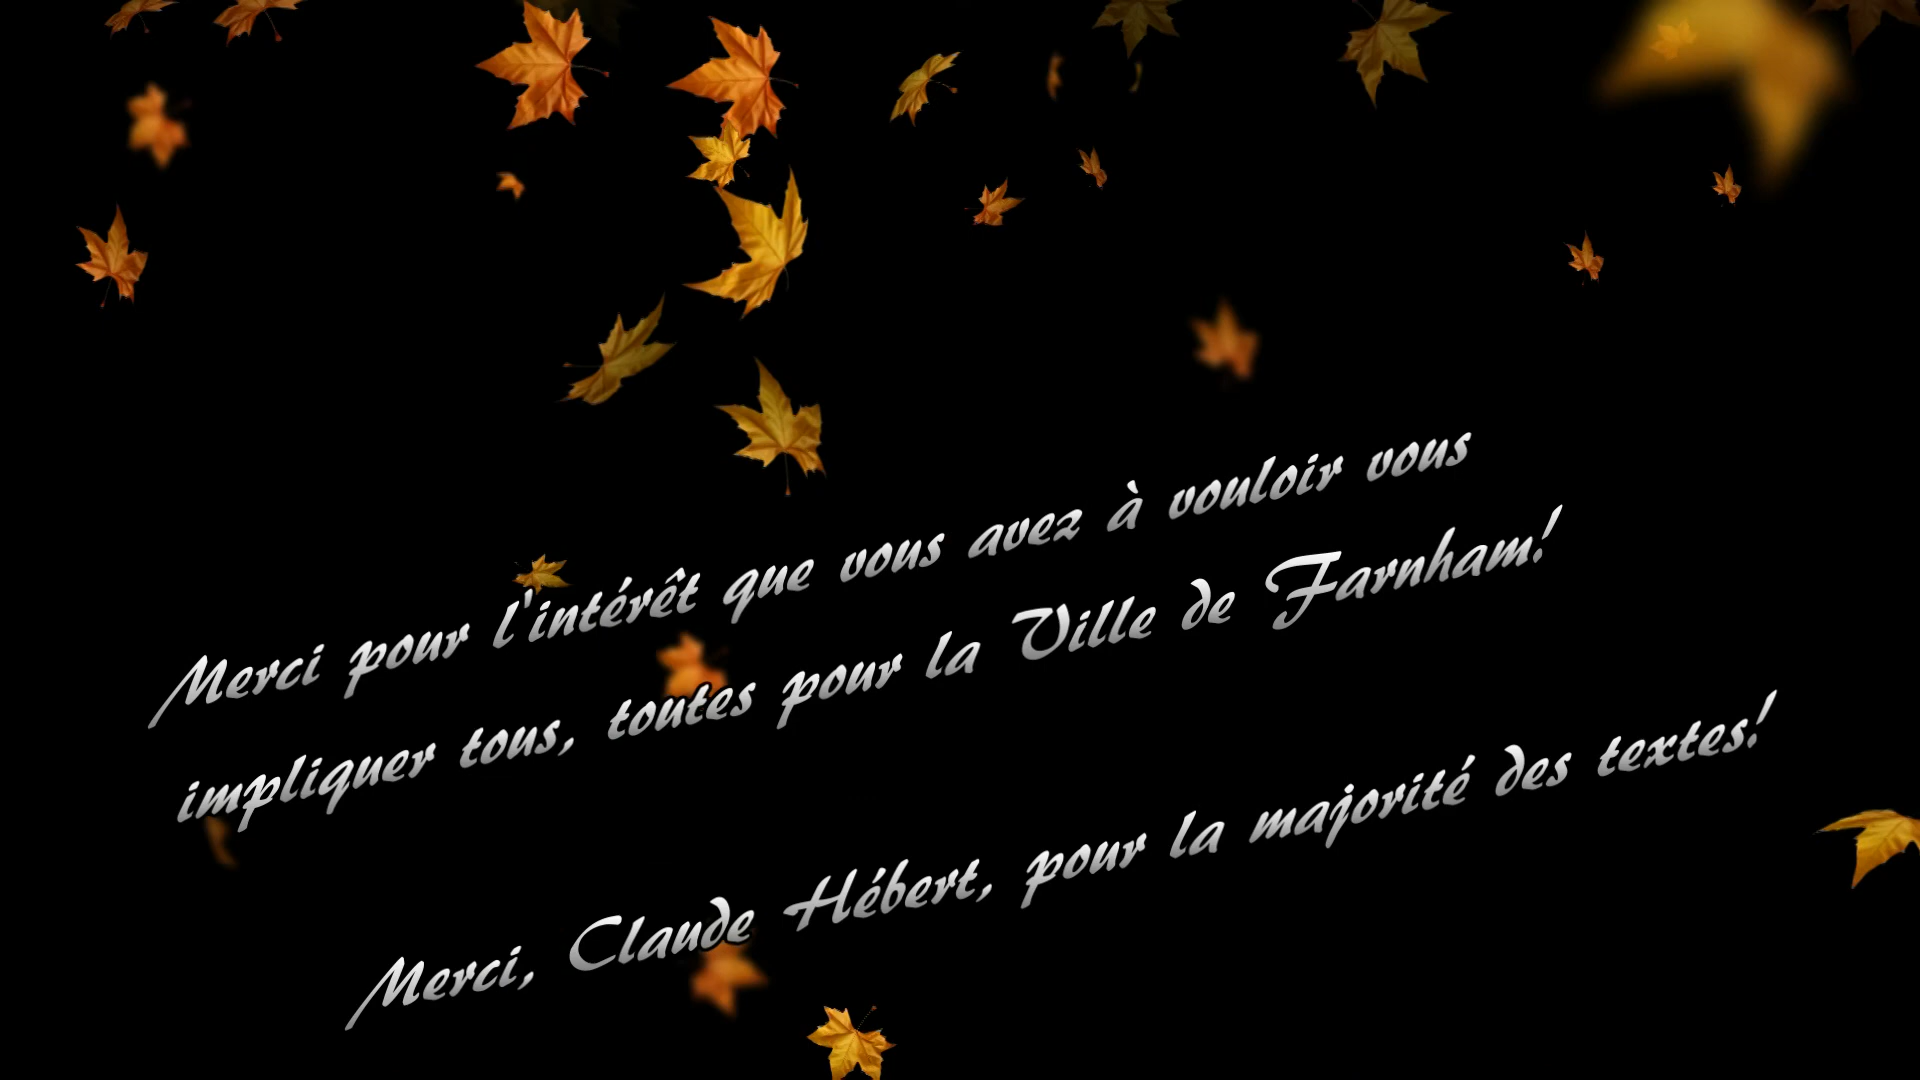 Merci pour l'intérêt que vous avez à vouloir vous
impliquer tous, toutes pour la Ville de Farnham!
Merci, Claude Hébert, pour la majorité des textes!